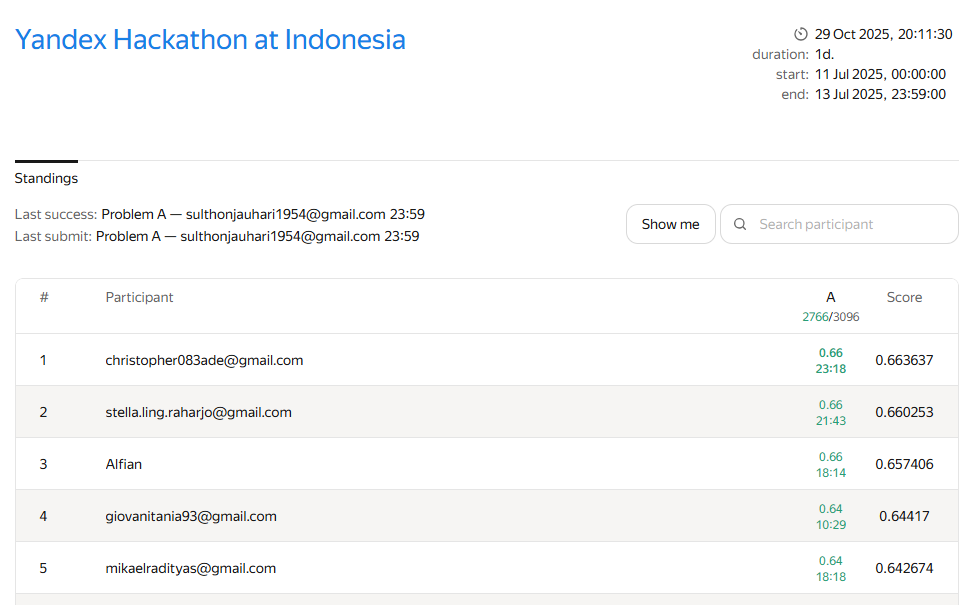 Yandex Hackathon at Indonesia
29 Oct 2025, 20:11:30
duration: 1d.
start: 11 Jul 2025, 00:00:00
end: 13 Jul 2025, 23:59:00
Standings
Last success: Problem A — sulthonjauhari1954@gmail.com 23:59
Last submit: Problem A — sulthonjauhari1954@gmail.com 23:59
Show me
Search participant
# Participant A Score
2766/3096
1 christopher083ade@gmail.com 0.66 23:18 0.663637
2 stella.ling.raharjo@gmail.com 0.66 21:43 0.660253
3 Alfian 0.66 18:14 0.657406
4 giovanitania93@gmail.com 0.64 10:29 0.64417
5 mikaelradityas@gmail.com 0.64 18:18 0.642674